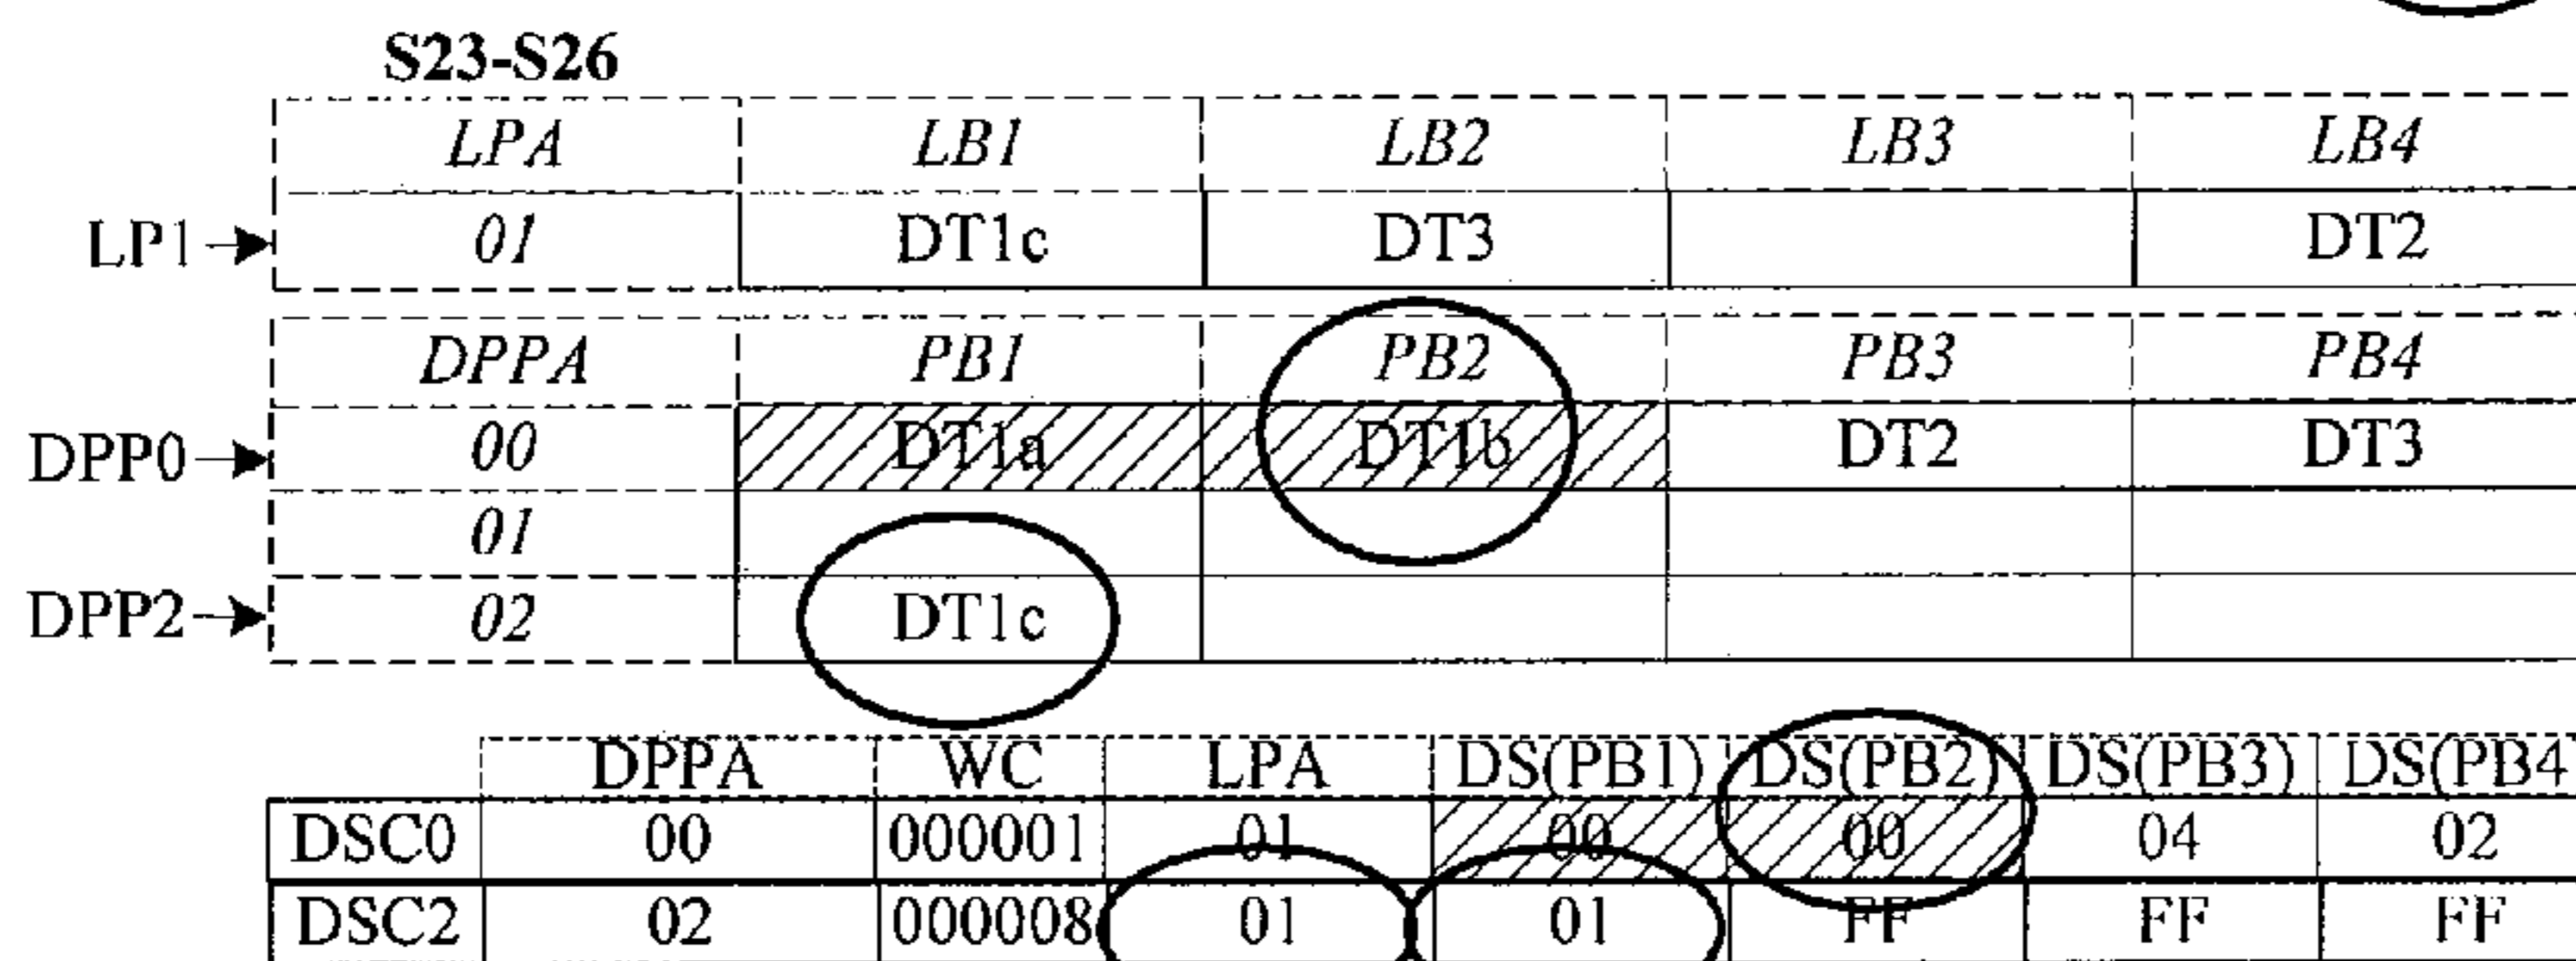 S23-S26
LPA LB1 LB2 LB3 LB4
LP1 01 DT1c DT3 DT2
DPPA PB1 PB2 PB3 PB4
DPP0 00 DT1a DT1b DT2 DT3
01
DPP2 02 DT1c
DPPA WC LPA DS(PB1) DS(PB2) DS(PB3) DS(PB4
DSC0 00 000001 01 00 00 04 02
DSC2 02 000008 01 01 FF FF FF